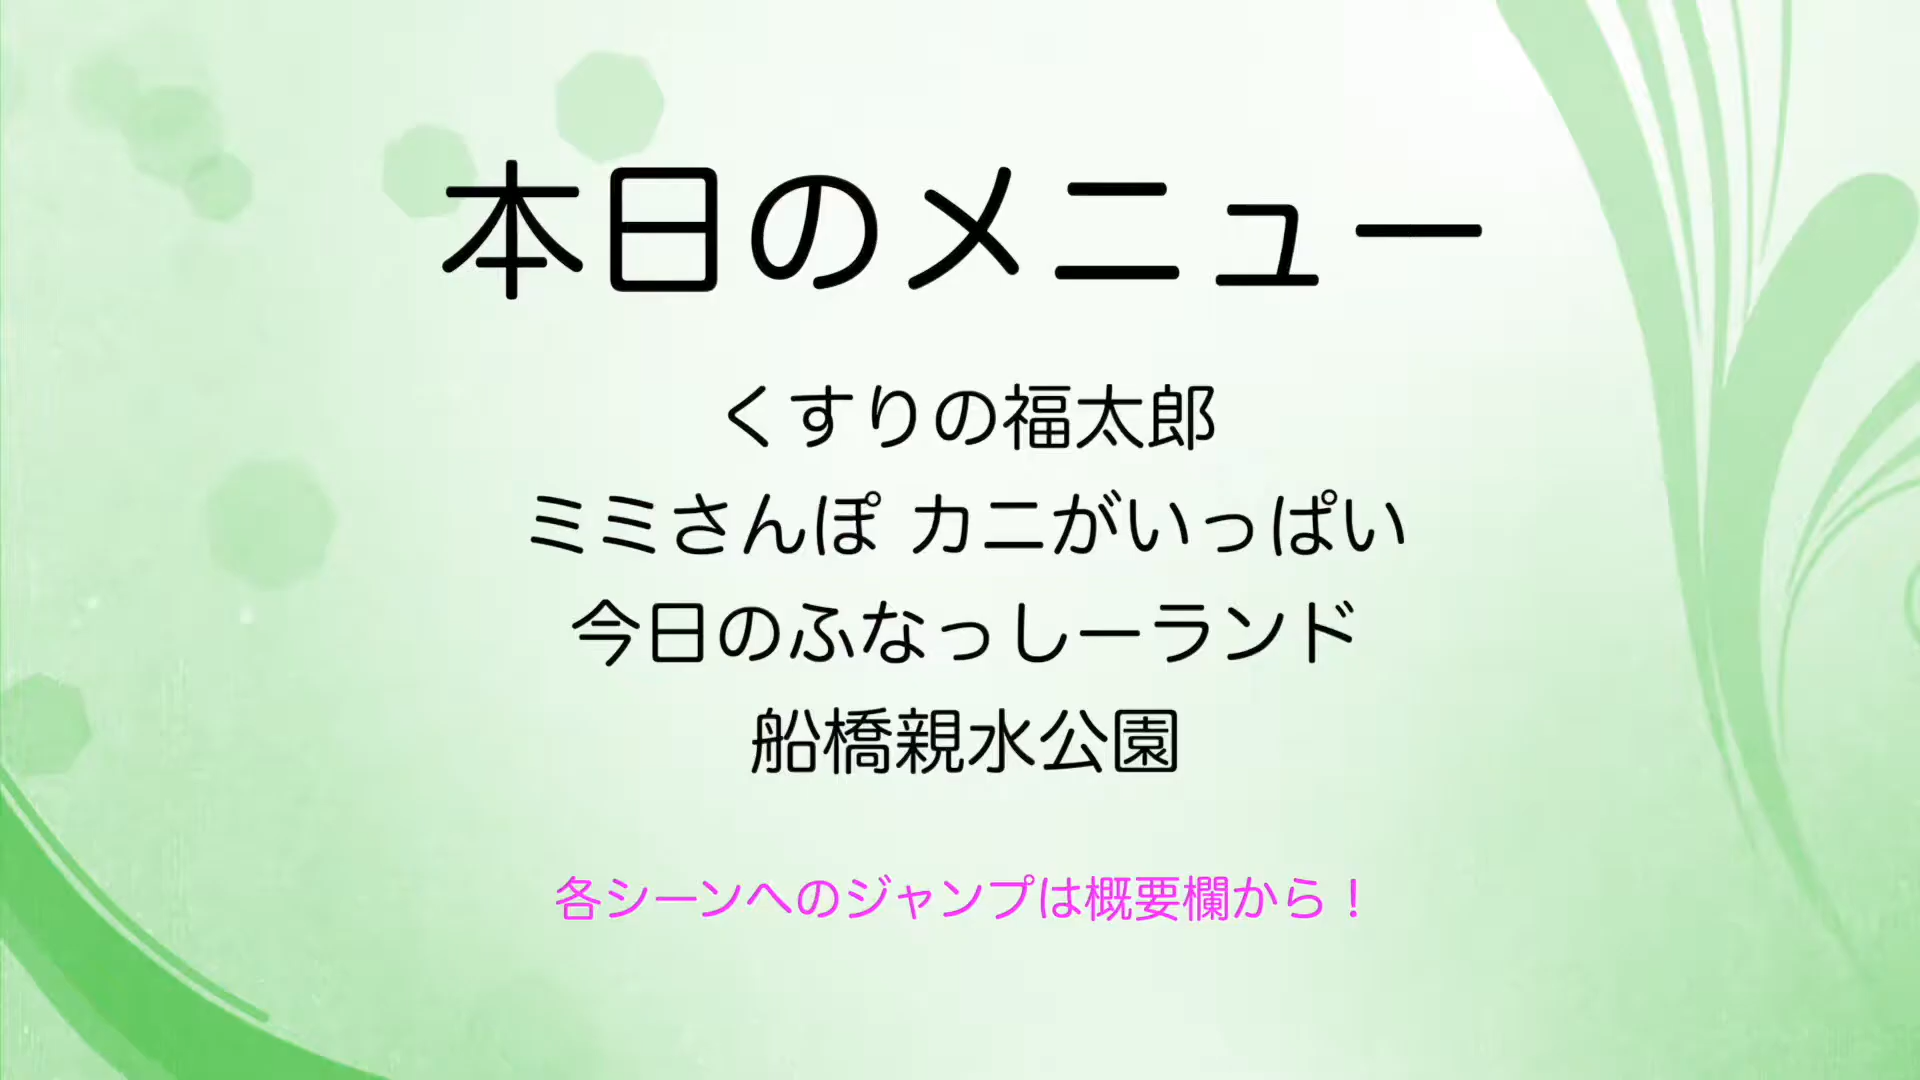 本日のメニュー
くすりの福太郎
ミミさんぽ カニがいっぱい
今日のふなっしーランド
船橋親水公園
各シーンへのジャンプは概要欄から！